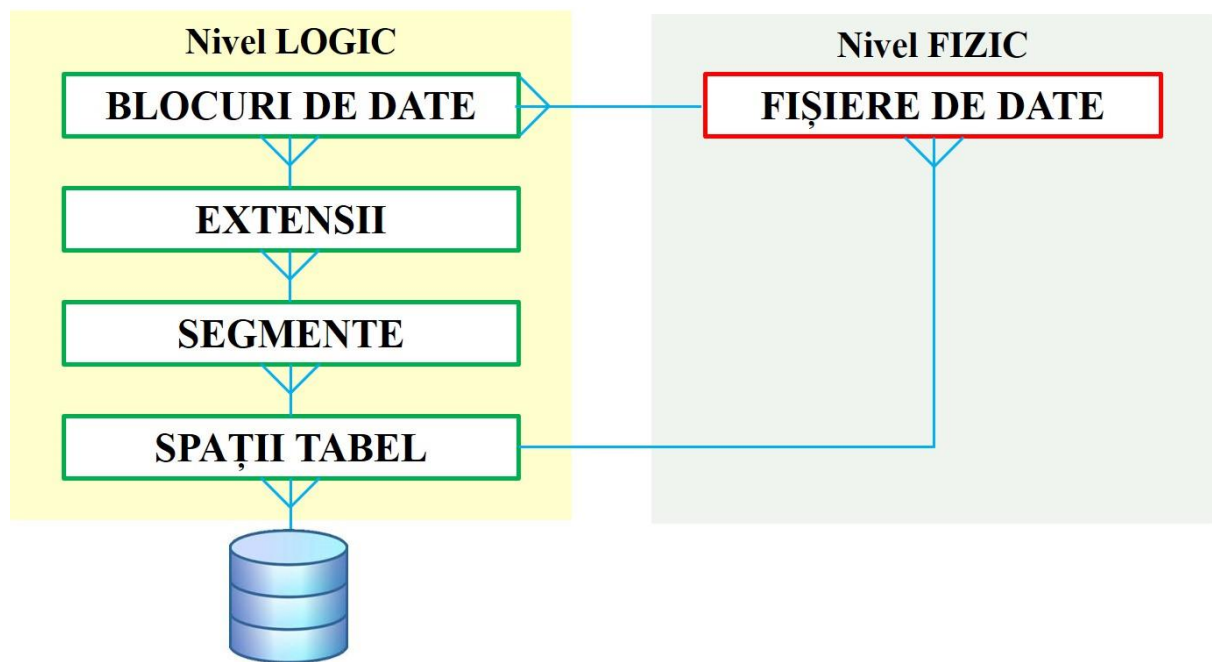 Nivel LOGIC
BLOCURI DE DATE
EXTENSII
SEGMENTE
SPAȚII TABEL
Nivel FIZIC
FIȘIERE DE DATE